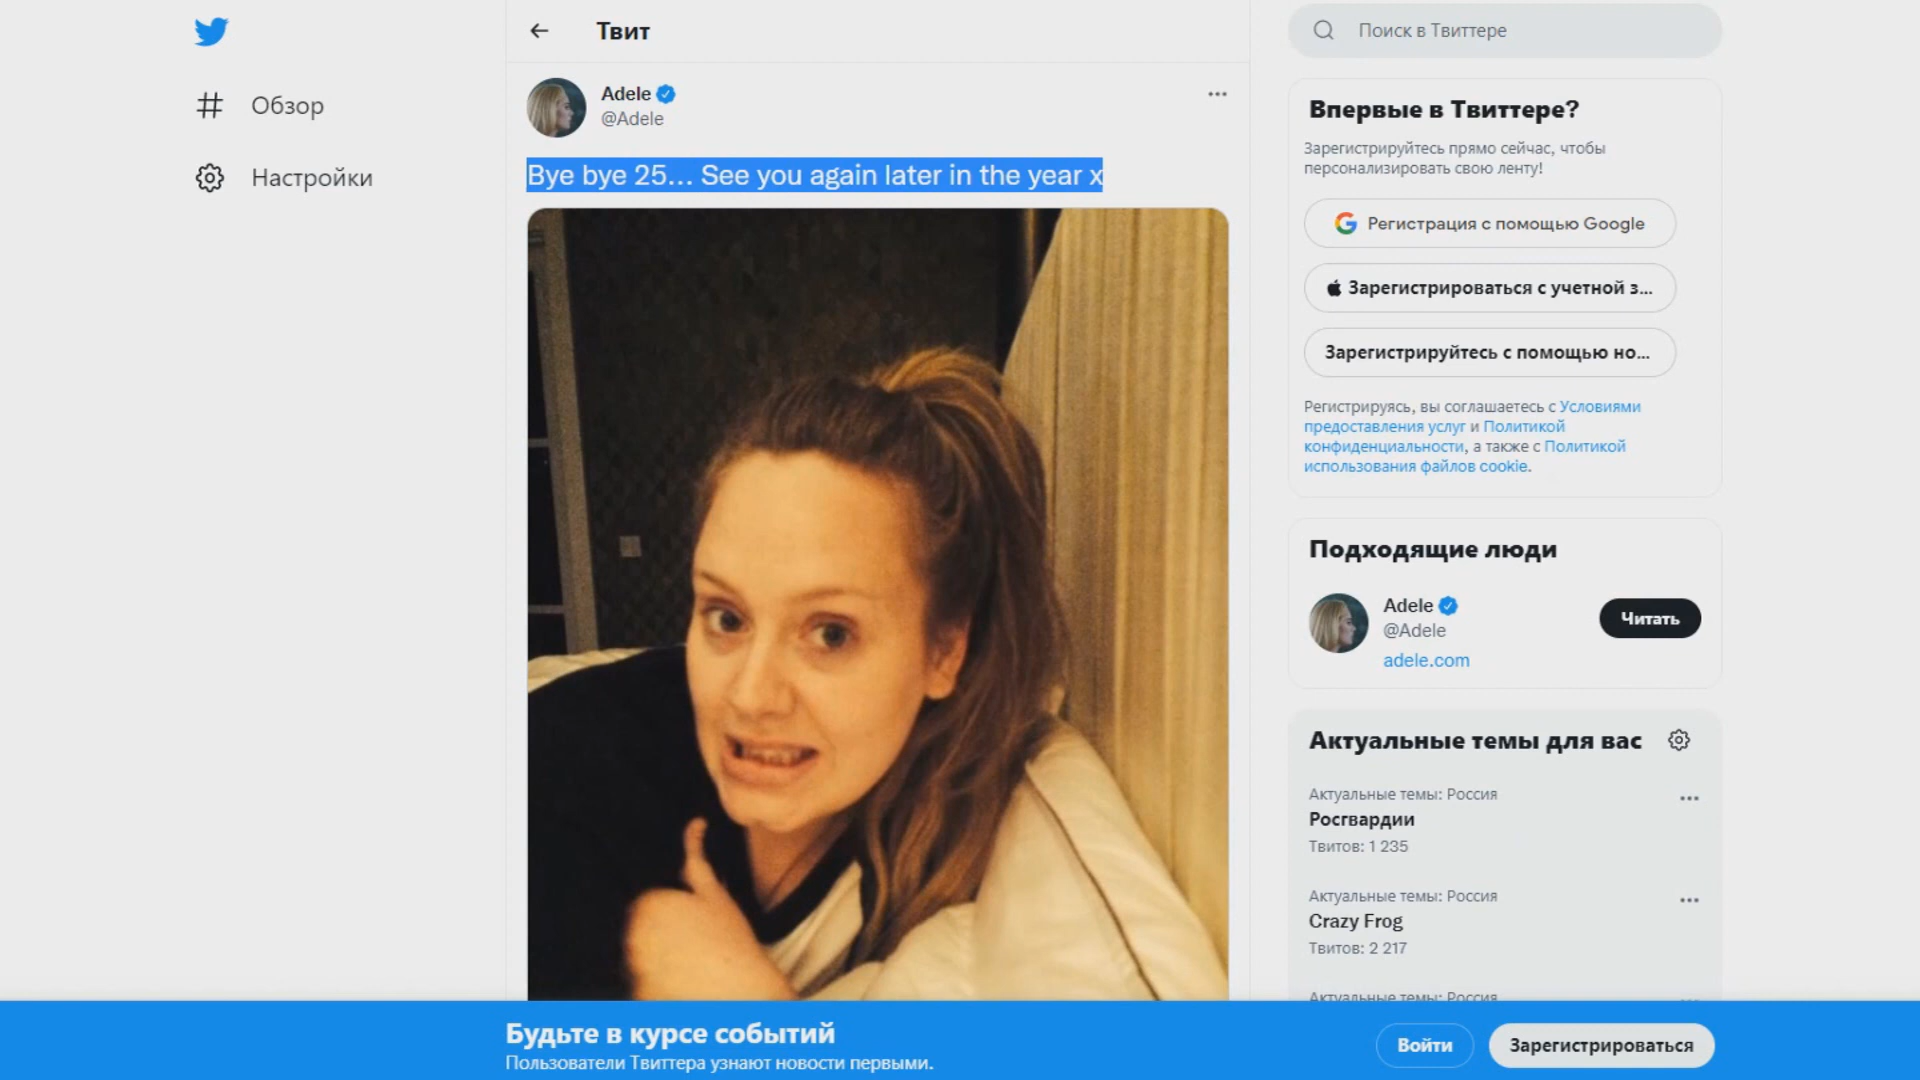 Обзор
Настройки
Твит
Adele
@Adele
Bye bye 25... See you again later in the year x
Поиск в Твиттере
Впервые в Твиттере?
Зарегистрируйтесь прямо сейчас, чтобы
персонализировать свою ленту!
Регистрация с помощью Google
Зарегистрироваться с учетной з...
Зарегистрируйтесь с помощью но...
Регистрируясь, вы соглашаетесь с Условиями
предоставления услуг и Политикой
конфиденциальности, а также с Политикой
использования файлов cookie.
Подходящие люди
Adele
@Adele
adele.com
Читать
Актуальные темы для вас
Актуальные темы: Россия
Росгвардии
Твитов: 1 235
Актуальные темы: Россия
Crazy Frog
Твитов: 2 217
Актуальные темы: Россия
Будьте в курсе событий
Пользователи Твиттера узнают новости первыми.
Войти
Зарегистрироваться